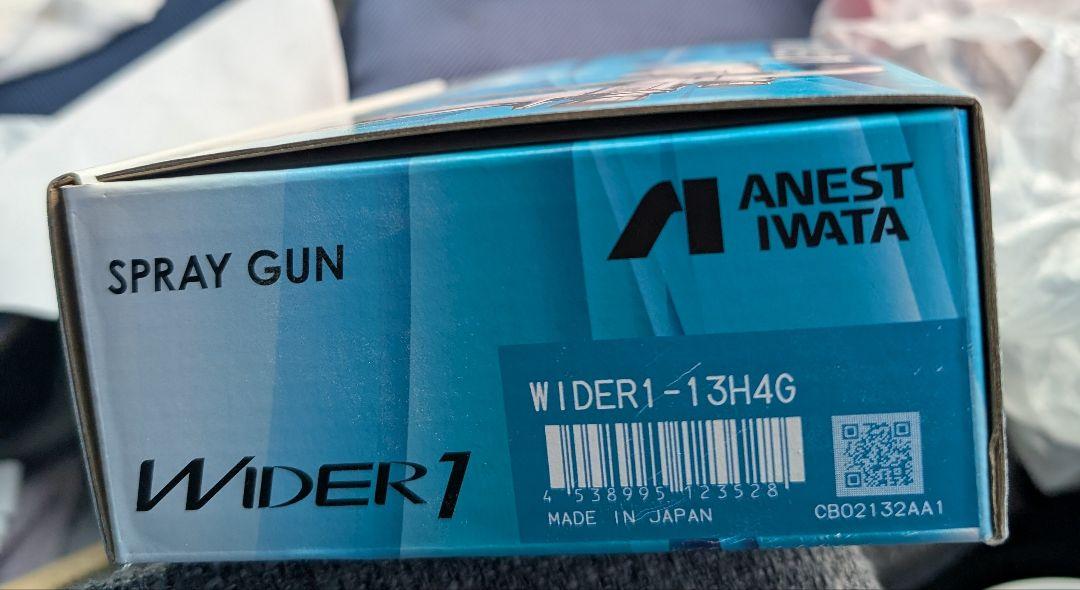 ANEST
IWATA
SPRAY GUN
WIDER1-13H4G
4 538995 123528
WIDER1
MADE IN JAPAN
CB02132AA1